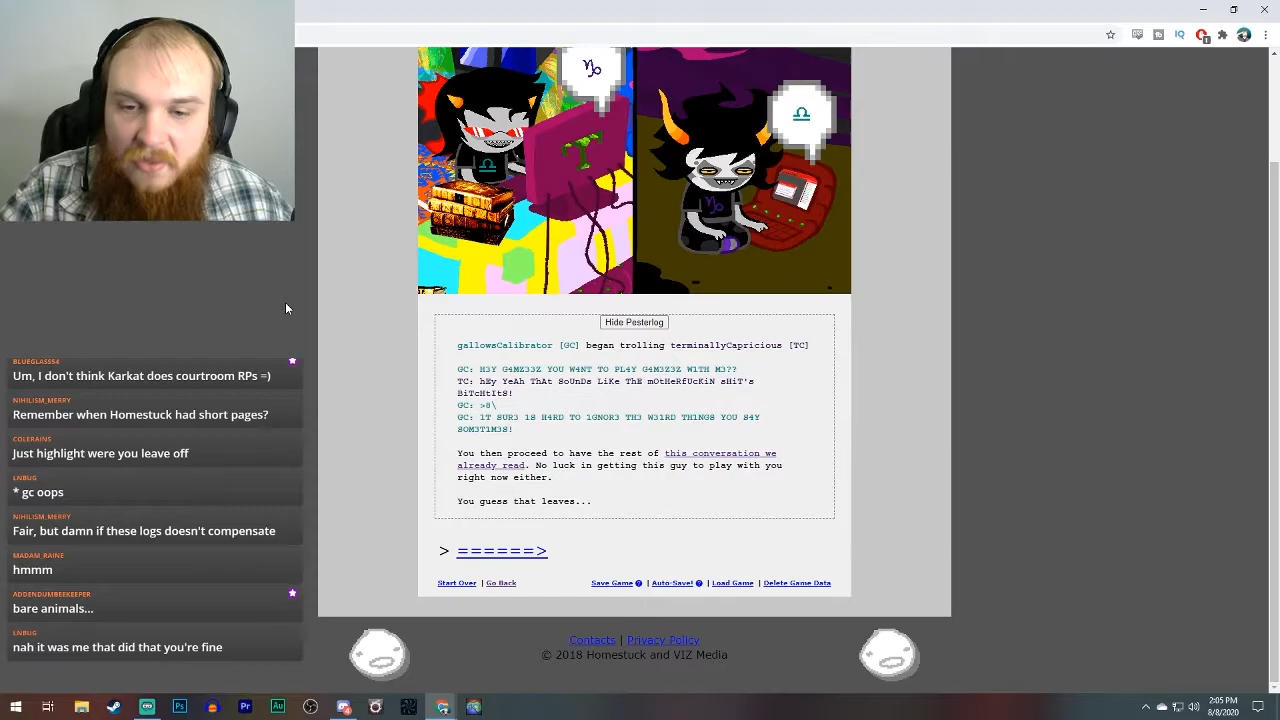 IQ
1
♑
♎
T
♎
♑
Hide Pesterlog
gallowsCalibrator [GC] began trolling terminallyCapricious [TC]
GC: H3Y G4MZ33Z YOU W4NT TO PL4Y G4M3Z3Z W1TH M3??
TC: hEy YeAh ThAt SoUnDs LiKe ThE mOtHeRfUcKiN sHiT's
BiTcHtItS!
GC: >8\
GC: 1T SUR3 1S H4RD TO 1GNOR3 TH3 W31RD TH1NGS YOU S4Y
SOM3T1M3S!
You then proceed to have the rest of this conversation we
already read. No luck in getting this guy to play with you
right now either.
You guess that leaves...
> ======>
Start Over | Go Back
Save Game ? | Auto-Save! ? | Load Game | Delete Game Data
Contacts | Privacy Policy
© 2018 Homestuck and VIZ Media
BLUEGLASS54
Um, I don't think Karkat does courtroom RPs =)
NIHILISM_MERRY
Remember when Homestuck had short pages?
COLERAINS
Just highlight were you leave off
LNBUG
* gc oops
NIHILISM_MERRY
Fair, but damn if these logs doesn't compensate
MADAM_RAINE
hmmm
ADDENDUMBEEKEEPER
bare animals...
LNBUG
nah it was me that did that you're fine
Ps
Pr
Au
2:05 PM
8/8/2020